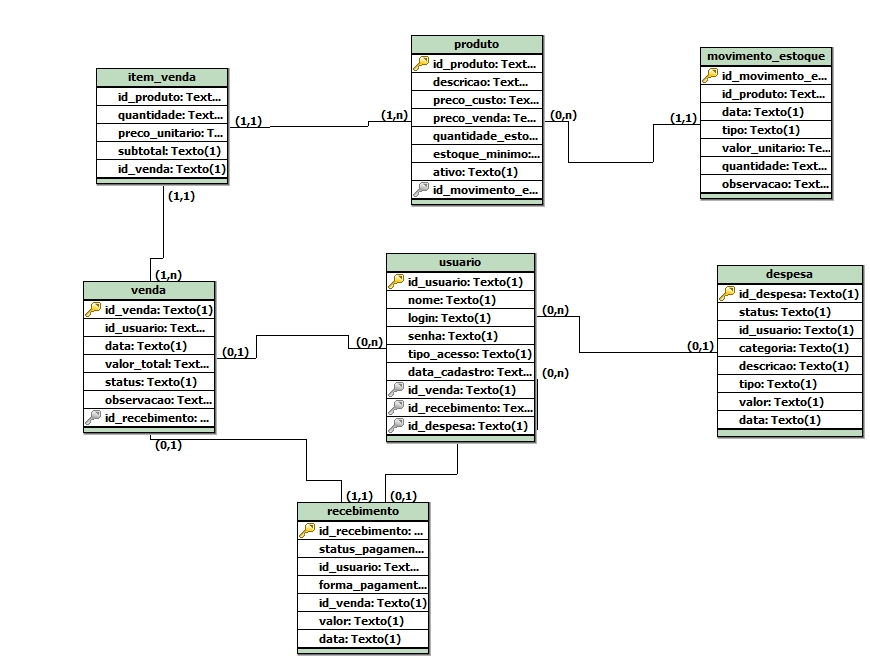 item_venda
id_produto: Text...
quantidade: Text...
preco_unitario: T...
subtotal: Texto(1)
id_venda: Texto(1)
(1,1)
(1,1)
(1,n)
produto
id_produto: Text...
descricao: Text...
preco_custo: Tex...
preco_venda: Te...
quantidade_esto...
estoque_minimo:...
ativo: Texto(1)
id_movimento_e...
(0,n)
(1,1)
movimento_estoque
id_movimento_e...
id_produto: Text...
data: Texto(1)
tipo: Texto(1)
valor_unitario: Te...
quantidade: Text...
observacao: Text...
(1,n)
venda
id_venda: Texto(1)
id_usuario: Text...
data: Texto(1)
valor_total: Text...
status: Texto(1)
observacao: Text...
id_recebimento: ...
(0,1)
(0,n)
(0,1)
usuario
id_usuario: Texto(1)
nome: Texto(1)
login: Texto(1)
senha: Texto(1)
tipo_acesso: Texto(1)
data_cadastro: Text...
id_venda: Texto(1)
id_recebimento: Tex...
id_despesa: Texto(1)
(0,n)
(0,n)
(0,1)
despesa
id_despesa: Texto(1)
status: Texto(1)
id_usuario: Texto(1)
categoria: Texto(1)
descricao: Texto(1)
tipo: Texto(1)
valor: Texto(1)
data: Texto(1)
(1,1)
(0,1)
recebimento
id_recebimento: ...
status_pagamen...
id_usuario: Text...
forma_pagament...
id_venda: Texto(1)
valor: Texto(1)
data: Texto(1)